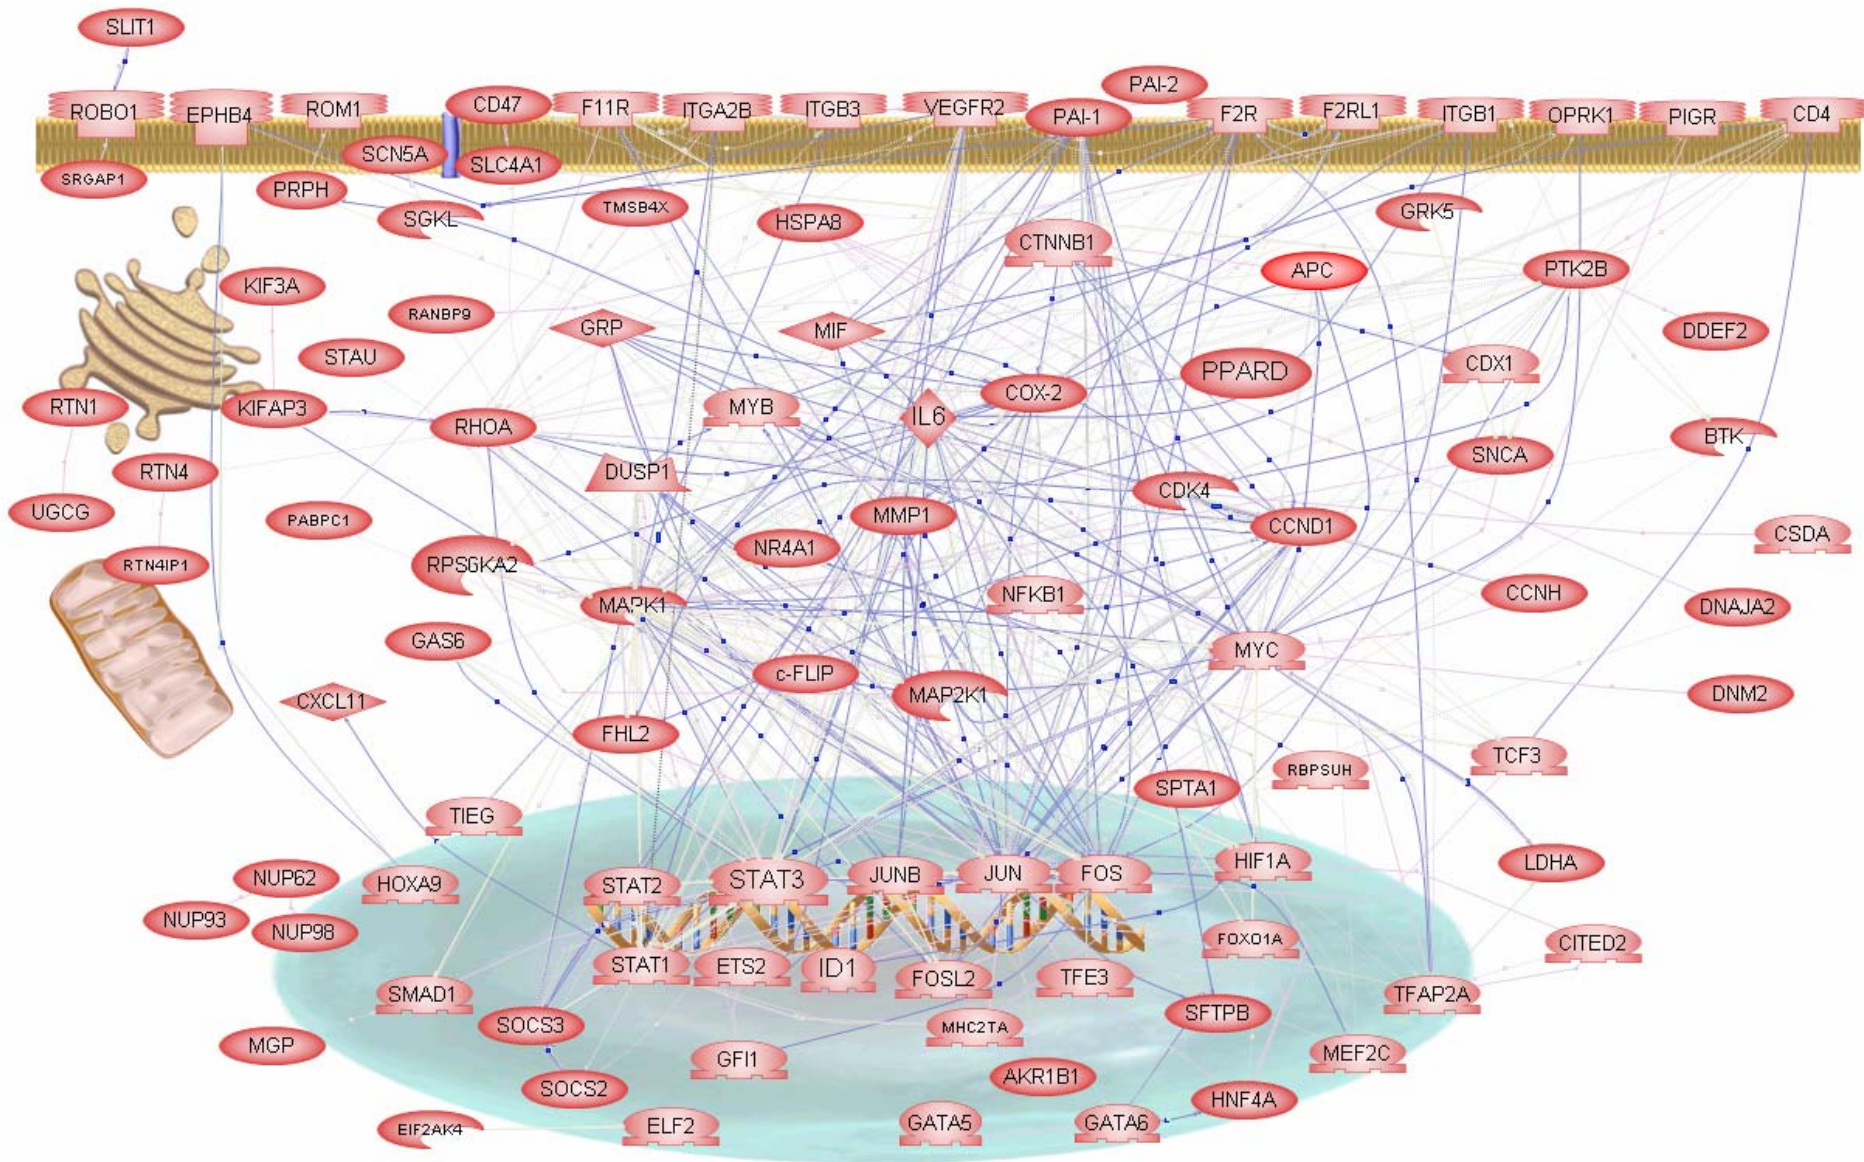 SLIT1
PAI-2
ROBO1
EPHB4
ROM1
CD47
F11R
ITGA2B
ITGB3
VEGFR2
PAI-1
F2R
F2RL1
ITGB1
OPRK1
PIGR
CD4
SCN5A
SLC4A1
SRGAP1
PRPH
SGKL
TMSB4X
HSPA8
GRK5
CTNNB1
APC
PTK2B
KIF3A
RANBP9
GRP
MIF
DDEF2
STAU
PPARD
CDX1
RTN1
KIFAP3
RHOA
MYB
IL6
COX-2
BTK
RTN4
DUSP1
SNCA
CDK4
UGCG
PABPC1
MMP1
CCND1
CSDA
RTN4IP1
RPS6KA2
NR4A1
MAPK1
NFKB1
CCNH
DNAJA2
GAS6
MYC
c-FLIP
MAP2K1
DNM2
CXCL11
FHL2
TCF3
RBPSUH
SPTA1
TIEG
NUP62
HOXA9
STAT2
STAT3
JUNB
JUN
FOS
HIF1A
LDHA
NUP93
NUP98
FOXO1A
CITED2
STAT1
ETS2
ID1
FOSL2
TFE3
SMAD1
TFAP2A
SOCS3
MHC2TA
SFTPB
MGP
GFI1
MEF2C
SOCS2
AKR1B1
HNF4A
EIF2AK4
ELF2
GATA5
GATA6